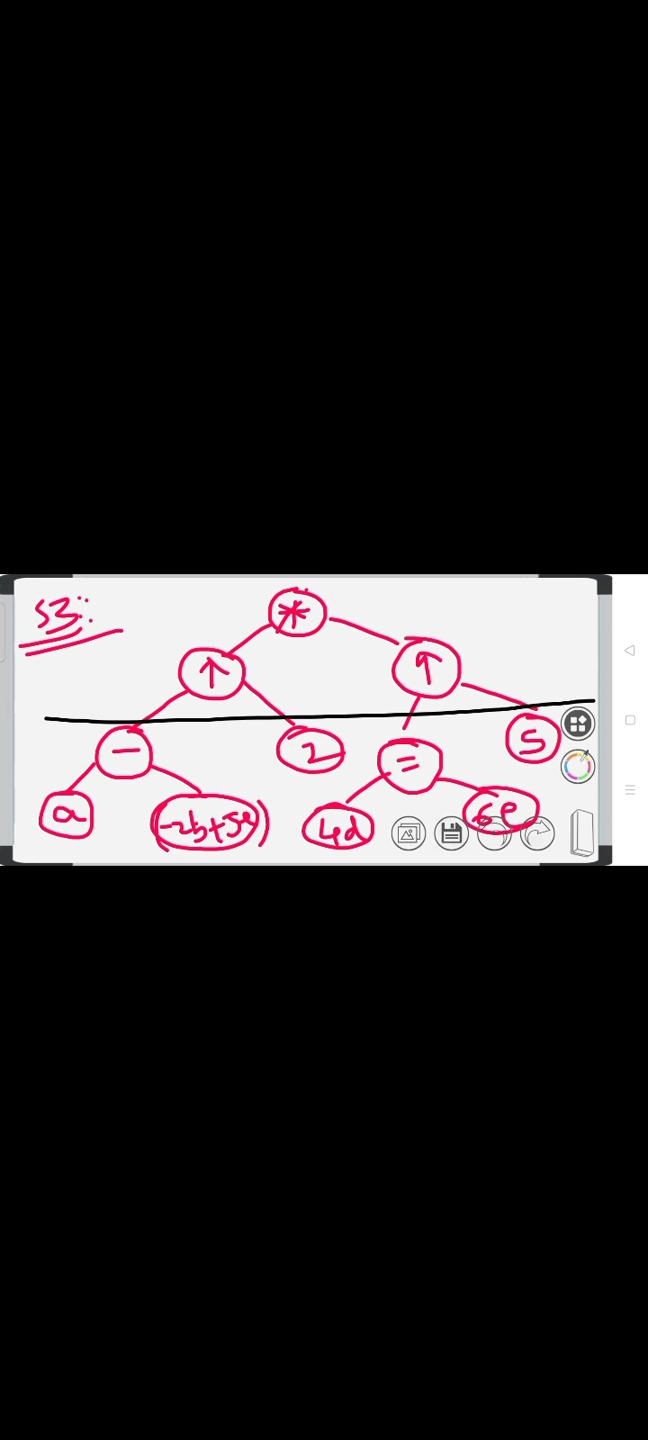 S3:
*
↑ ↑
- 2 = 5
a (-2b+5c) 4d 6e